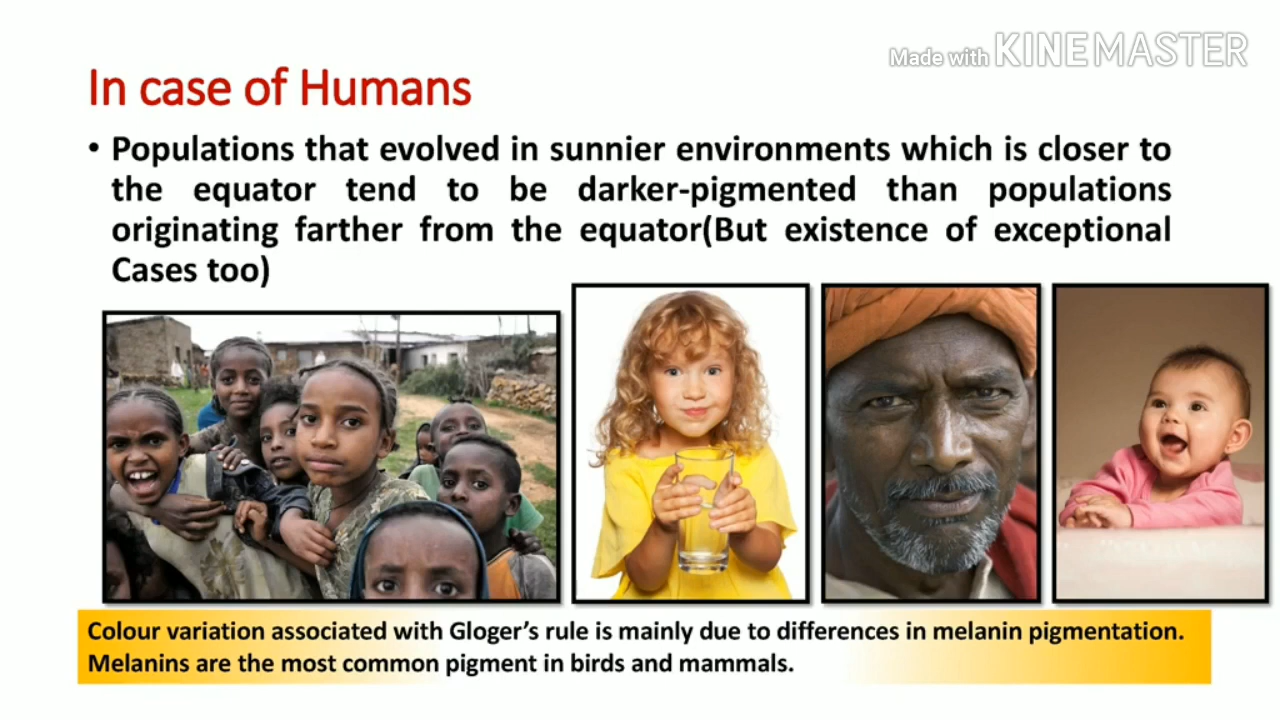 Made with KINEMASTER
In case of Humans
• Populations that evolved in sunnier environments which is closer to
the equator tend to be darker-pigmented than populations
originating farther from the equator(But existence of exceptional
Cases too)
Colour variation associated with Gloger's rule is mainly due to differences in melanin pigmentation.
Melanins are the most common pigment in birds and mammals.